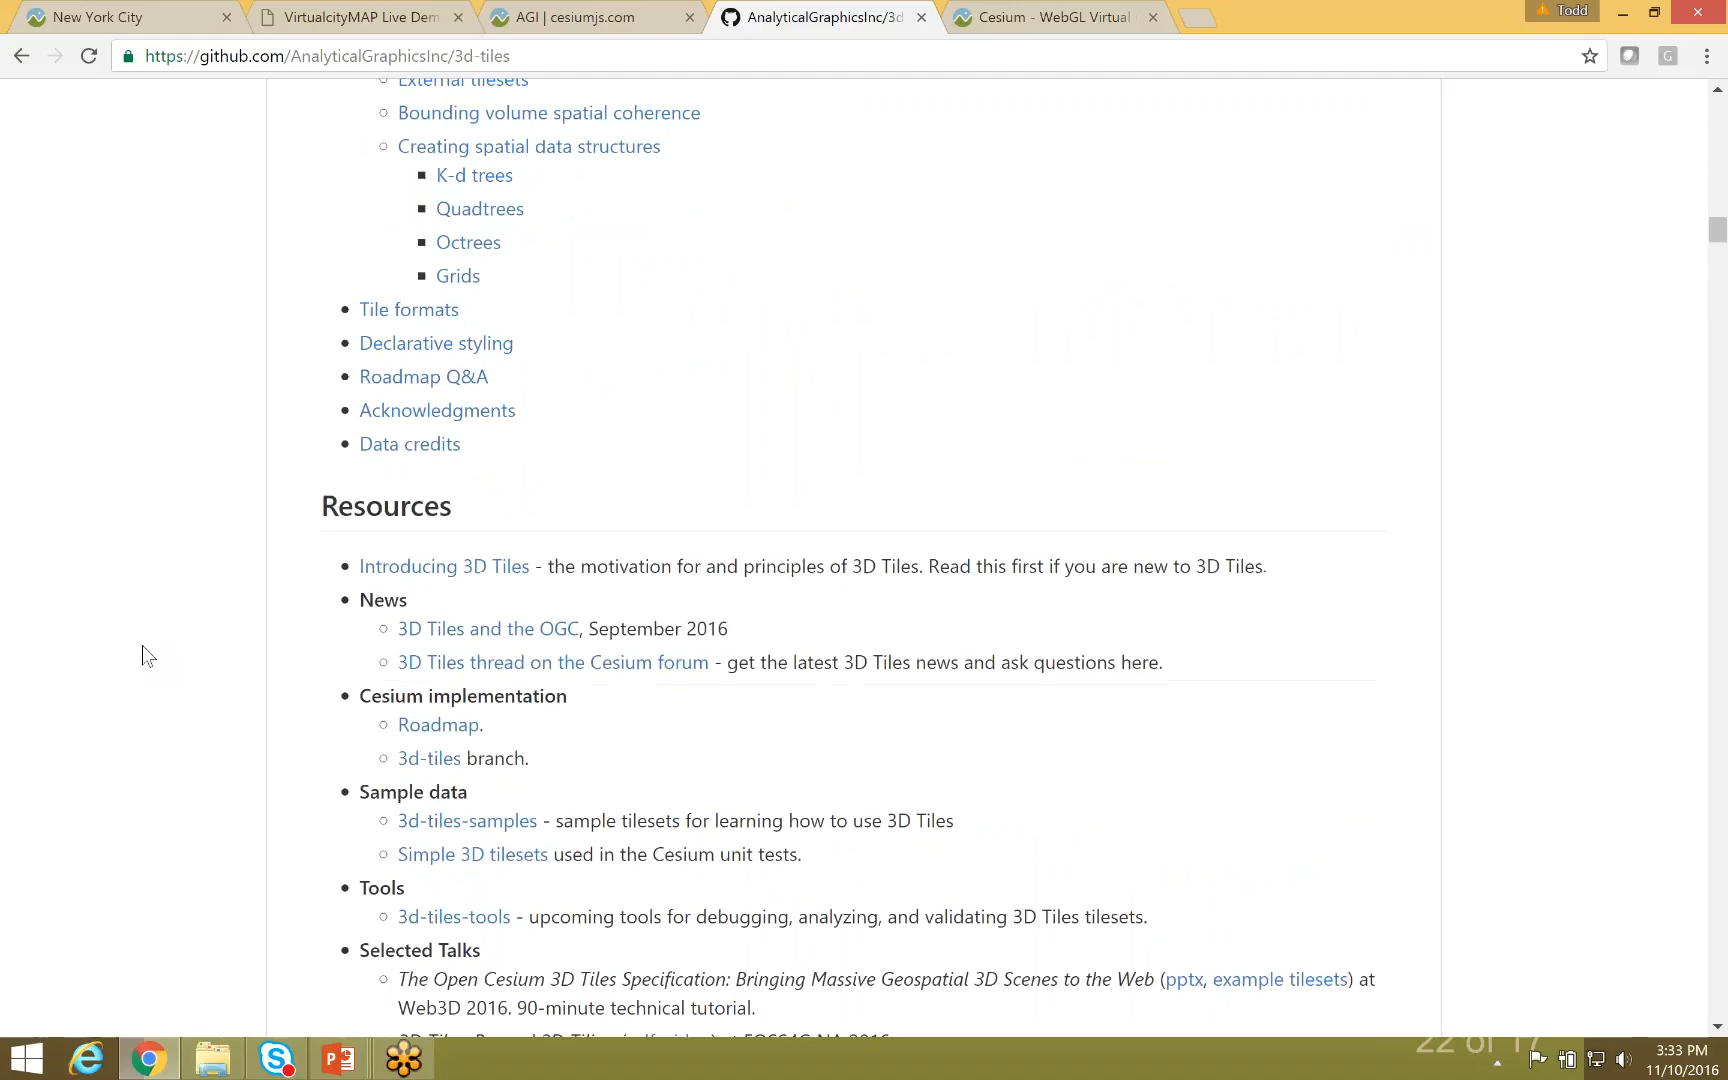 New York City
VirtualcityMAP Live Dem
AGI | cesiumjs.com
AnalyticalGraphicsInc/3d
Cesium - WebGL Virtual
Todd
https://github.com/AnalyticalGraphicsInc/3d-tiles
G
External tilesets
Bounding volume spatial coherence
Creating spatial data structures
K-d trees
Quadtrees
Octrees
Grids
Tile formats
Declarative styling
Roadmap Q&A
Acknowledgments
Data credits
Resources
Introducing 3D Tiles - the motivation for and principles of 3D Tiles. Read this first if you are new to 3D Tiles.
News
3D Tiles and the OGC, September 2016
3D Tiles thread on the Cesium forum - get the latest 3D Tiles news and ask questions here.
Cesium implementation
Roadmap.
3d-tiles branch.
Sample data
3d-tiles-samples - sample tilesets for learning how to use 3D Tiles
Simple 3D tilesets used in the Cesium unit tests.
Tools
3d-tiles-tools - upcoming tools for debugging, analyzing, and validating 3D Tiles tilesets.
Selected Talks
The Open Cesium 3D Tiles Specification: Bringing Massive Geospatial 3D Scenes to the Web (pptx, example tilesets) at
Web3D 2016. 90-minute technical tutorial.
22 of 17
3:33 PM
11/10/2016